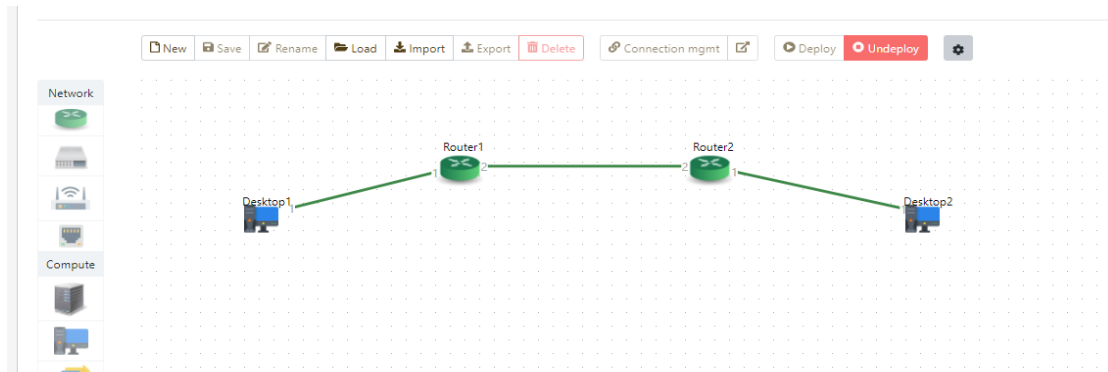 New Save Rename Load Import Export Delete Connection mgmt Deploy Undeploy
Network
Router1 Router2
1 2 2 1
Desktop1 1 1 Desktop2
Compute